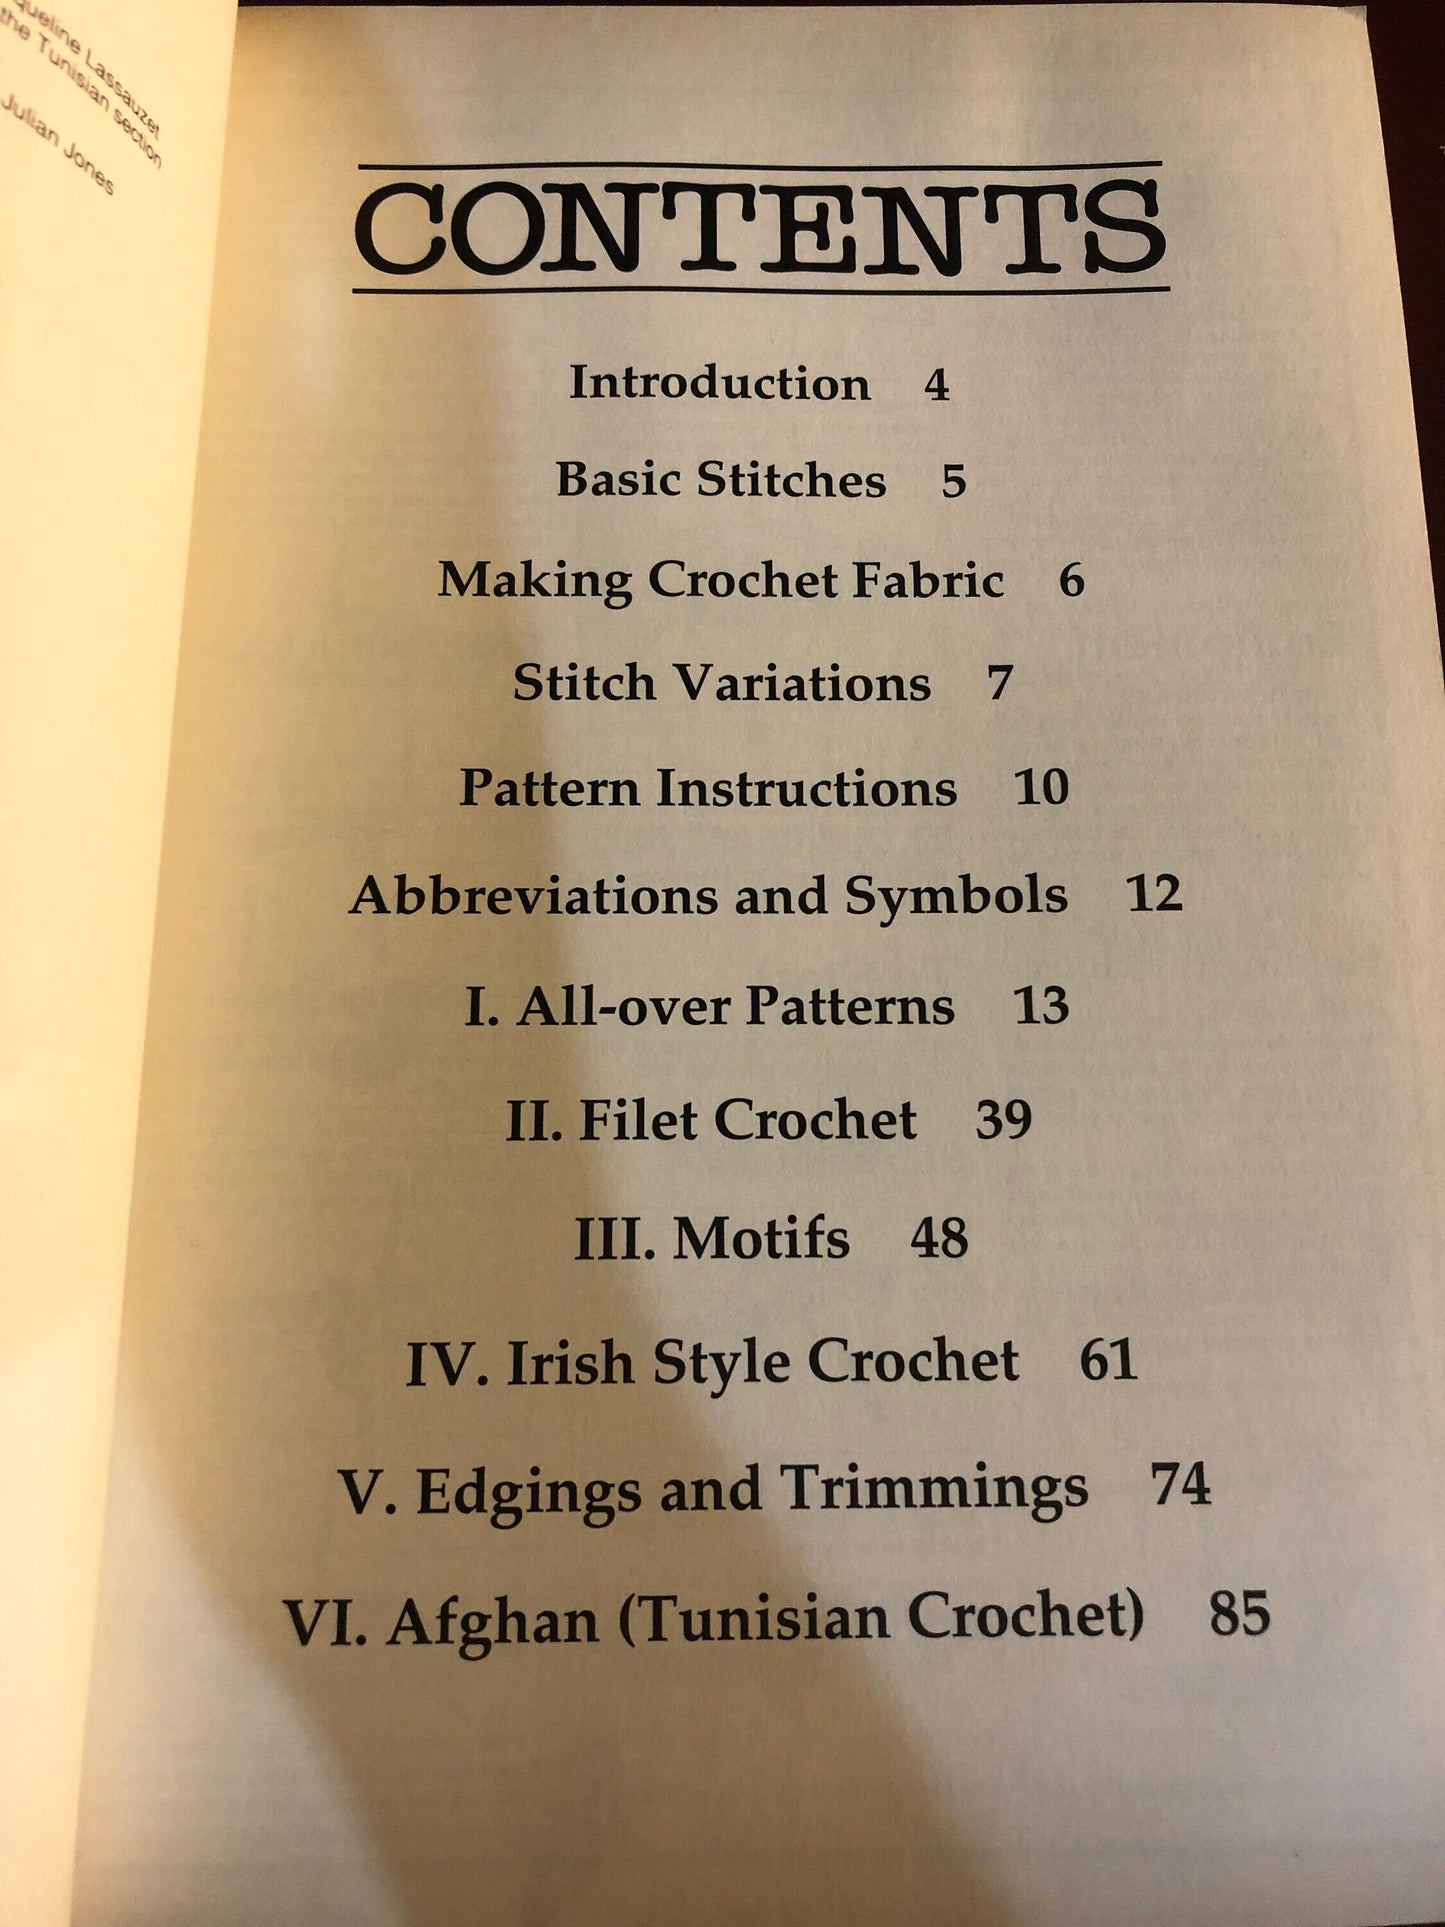 Lassauzet
the Tunisian section
Julian Jones
CONTENTS
Introduction 4
Basic Stitches 5
Making Crochet Fabric 6
Stitch Variations 7
Pattern Instructions 10
Abbreviations and Symbols 12
I. All-over Patterns 13
II. Filet Crochet 39
III. Motifs 48
IV. Irish Style Crochet 61
V. Edgings and Trimmings 74
VI. Afghan (Tunisian Crochet) 85